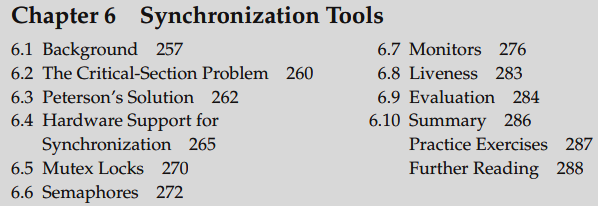 Chapter 6 Synchronization Tools
6.1 Background 257
6.2 The Critical-Section Problem 260
6.3 Peterson's Solution 262
6.4 Hardware Support for
Synchronization 265
6.5 Mutex Locks 270
6.6 Semaphores 272
6.7 Monitors 276
6.8 Liveness 283
6.9 Evaluation 284
6.10 Summary 286
Practice Exercises 287
Further Reading 288